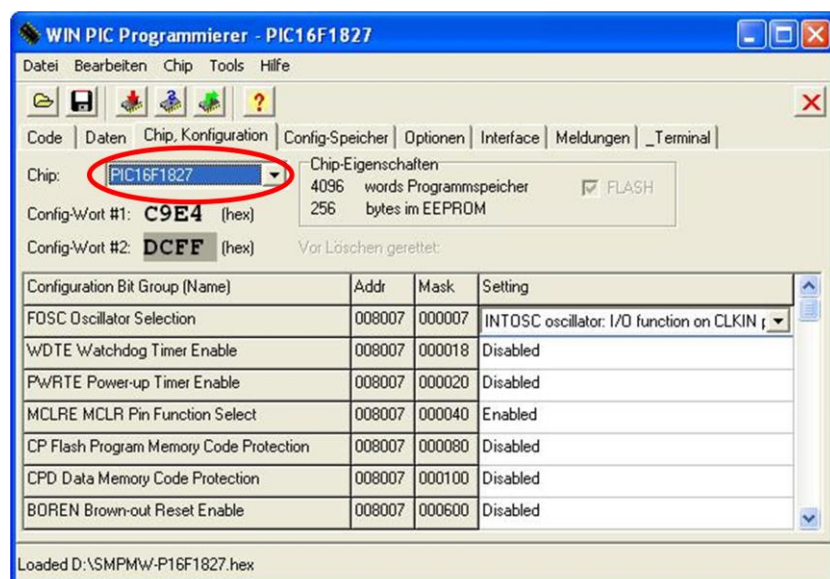 WIN PIC Programmierer - PIC16F1827
Datei Bearbeiten Chip Tools Hilfe
?
Code Daten Chip, Konfiguration Config-Speicher Optionen Interface Meldungen _Terminal
Chip: PIC16F1827
Chip-Eigenschaften
4096 words Programmspeicher FLASH
256 bytes im EEPROM
Config-Wort #1: C9E4 (hex)
Config-Wort #2: DCFF (hex) Vor Löschen gerettet:
Configuration Bit Group (Name) Addr Mask Setting
FOSC Oscillator Selection 008007 000007 INTOSC oscillator: I/O function on CLKIN
WDTE Watchdog Timer Enable 008007 000018 Disabled
PWRTE Power-up Timer Enable 008007 000020 Disabled
MCLRE MCLR Pin Function Select 008007 000040 Enabled
CP Flash Program Memory Code Protection 008007 000080 Disabled
CPD Data Memory Code Protection 008007 000100 Disabled
BOREN Brown-out Reset Enable 008007 000600 Disabled
Loaded D:\SMPMW-P16F1827.hex